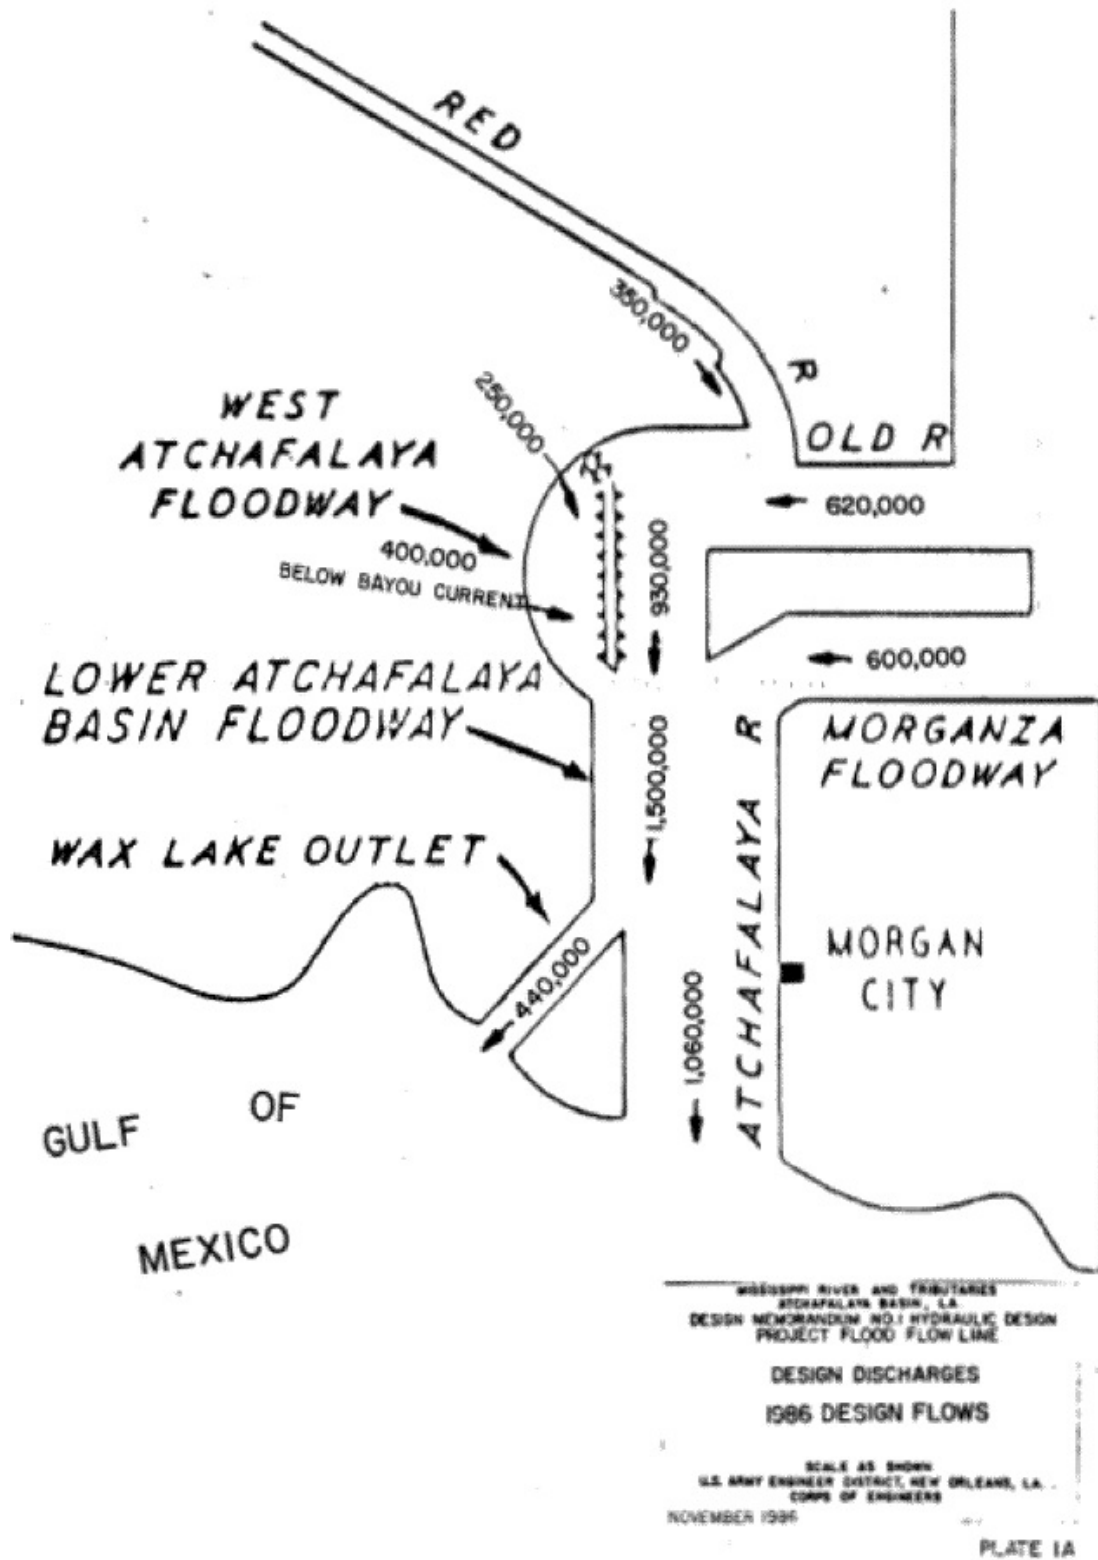 RED
350,000
R
250,000
WEST
ATCHAFALAYA
FLOODWAY
OLD R
620,000
400,000
BELOW BAYOU CURRENT
930,000
600,000
LOWER ATCHAFALAYA
BASIN FLOODWAY
1,500,000
MORGANZA
FLOODWAY
WAX LAKE OUTLET
ATCHAFALAYA R
MORGAN
CITY
440,000
1,060,000
GULF OF
MEXICO
MISSISSIPPI RIVER AND TRIBUTARIES
ATCHAFALAYA BASIN, LA.
DESIGN MEMORANDUM NO.1 HYDRAULIC DESIGN
PROJECT FLOOD FLOW LINE
DESIGN DISCHARGES
1986 DESIGN FLOWS
SCALE AS SHOWN
U.S. ARMY ENGINEER DISTRICT, NEW ORLEANS, LA.
CORPS OF ENGINEERS
NOVEMBER 1986
PLATE 1A